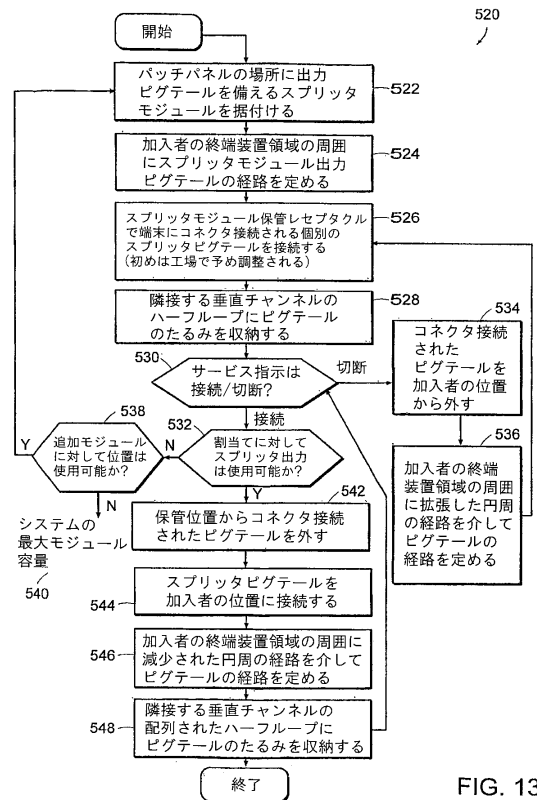 520
開始
パッチパネルの場所に出力
ピグテールを備えるスプリッタ
モジュールを据付ける
522
加入者の終端装置領域の周囲
にスプリッタモジュール出力
ピグテールの経路を定める
524
スプリッタモジュール保管レセプタクル
で端末にコネクタ接続される個別の
スプリッタピグテールを接続する
(初めは工場で予め調整される)
526
隣接する垂直チャンネルの
ハーフループにピグテール
のたるみを収納する
528
530
サービス指示は
接続/切断?
切断
534
コネクタ接続
された
ピグテールを
加入者の位置
から外す
接続
538
532
追加モジュール
に対して位置は
使用可能か?
Y
N
割当てに対して
スプリッタ出力
は使用可能か?
536
加入者の終端
装置領域の周囲
に拡張した円周
の経路を介して
ピグテールの
経路を定める
N
Y
システムの
最大モジュール
容量
540
542
保管位置からコネクタ接続
されたピグテールを外す
スプリッタピグテールを
加入者の位置に接続する
544
加入者の終端装置領域の周囲に
減少された円周の経路を介して
ピグテールの経路を定める
546
隣接する垂直チャンネルの
配列されたハーフループに
ピグテールのたるみを収納する
548
終了
FIG. 13